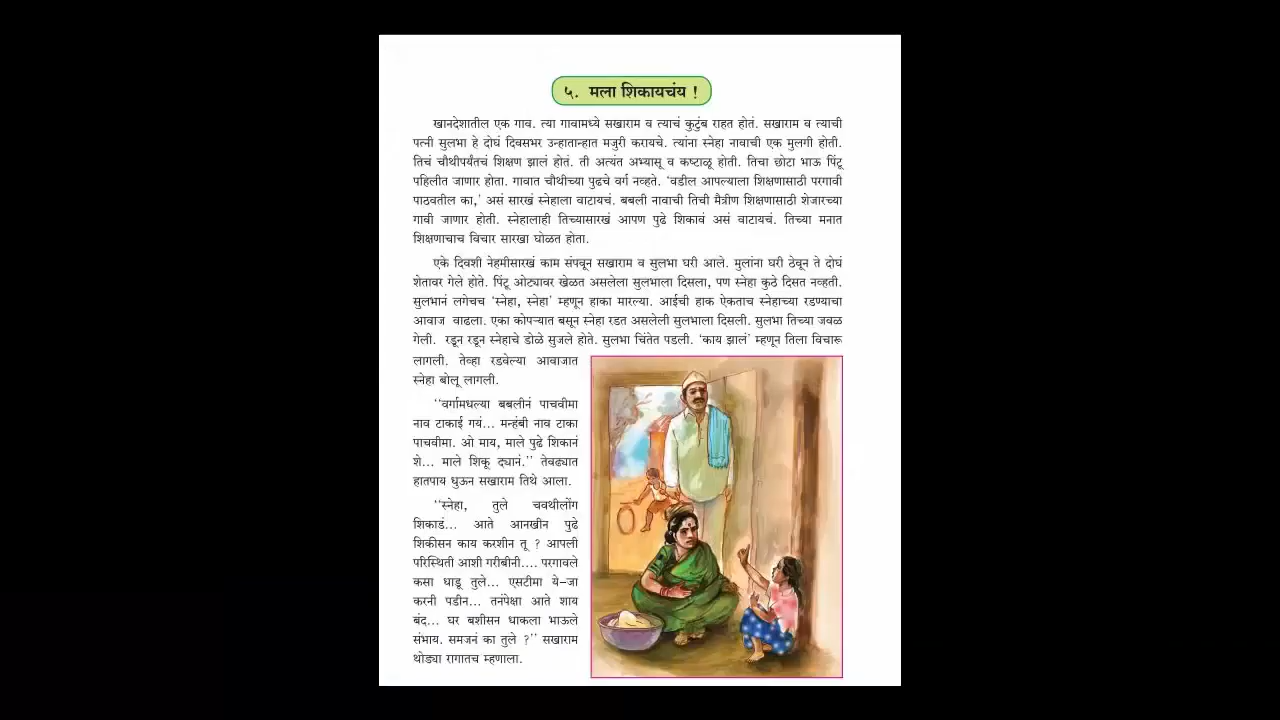 ५. मला शिकायचंय !
खानदेशातील एक गाव. त्या गावामध्ये सखाराम व त्याचं कुटुंब राहत होतं. सखाराम व त्याची
पत्नी सुलभा हे दोघं दिवसभर उन्हातान्हात मजुरी करायचे. त्यांना स्नेहा नावाची एक मुलगी होती.
तिचं चौथीपर्यंतचं शिक्षण झालं होतं. ती अत्यंत अभ्यासू व कष्टाळू होती. तिचा छोटा भाऊ पिंटू
पहिलीत जाणार होता. गावात चौथीच्या पुढचे वर्ग नव्हते. ‘वडील आपल्याला शिक्षणासाठी परगावी
पाठवतील का,’ असं सारखं स्नेहाला वाटायचं. बबली नावाची तिची मैत्रीण शिक्षणासाठी शेजारच्या
गावी जाणार होती. स्नेहालाही तिच्यासारखं आपण पुढे शिकावं असं वाटायचं. तिच्या मनात
शिक्षणाचाच विचार सारखा घोळत होता.
एके दिवशी नेहमीसारखं काम संपवून सखाराम व सुलभा घरी आले. मुलांना घरी ठेवून ते दोघं
शेतावर गेले होते. पिंटू ओट्यावर खेळत असलेला सुलभाला दिसला, पण स्नेहा कुठे दिसत नव्हती.
सुलभानं लगेचच ‘स्नेहा, स्नेहा’ म्हणून हाका मारल्या. आईची हाक ऐकताच स्नेहाच्या रडण्याचा
आवाज वाढला. एका कोपऱ्यात बसून स्नेहा रडत असलेली सुलभाला दिसली. सुलभा तिच्या जवळ
गेली. रडून रडून स्नेहाचे डोळे सुजले होते. सुलभा चिंतेत पडली. ‘काय झालं’ म्हणून तिला विचारू
लागली. तेव्हा रडवेल्या आवाजात
स्नेहा बोलू लागली.
‘‘वर्गामधल्या बबलीनं पाचवीमा
नाव टाकाई गयं... मन्हंबी नाव टाका
पाचवीमा. ओ माय, माले पुढे शिकानं
शे... माले शिकू द्यानं.’’ तेवढ्यात
हातपाय धुऊन सखाराम तिथे आला.
‘‘स्नेहा, तुले चवथीलोंग
शिकाडं... आते आनखीन पुढे
शिकीसन काय करशीन तू ? आपली
परिस्थिती आशी गरीबीनी.... परगावले
कसा धाडू तुले... एसटीमा ये-जा
करनी पडीन... तनंपेक्षा आते शाय
बंद... घर बशीसन धाकला भाऊले
संभाय. समजनं का तुले ?’’ सखाराम
थोड्या रागातच म्हणाला.